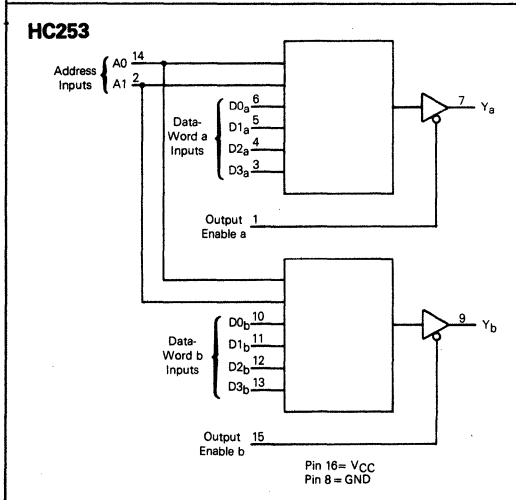 HC253
Address Inputs
A0 14
A1 2
Data-Word a Inputs
D0a 6
D1a 5
D2a 4
D3a 3
7 Ya
Output Enable a 1
Data-Word b Inputs
D0b 10
D1b 11
D2b 12
D3b 13
9 Yb
Output Enable b 15
Pin 16= VCC
Pin 8= GND